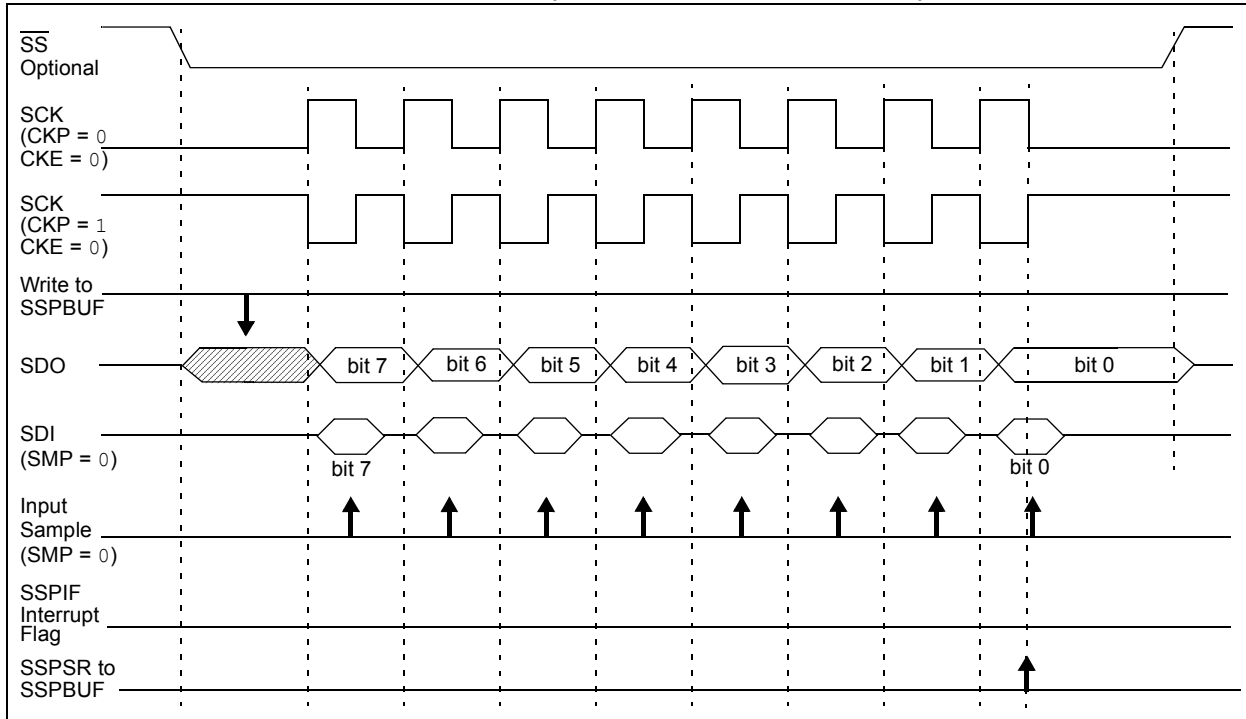 SS
Optional
SCK
(CKP = 0
CKE = 0)
SCK
(CKP = 1
CKE = 0)
Write to
SSPBUF
SDO
bit 7 bit 6 bit 5 bit 4 bit 3 bit 2 bit 1 bit 0
SDI
(SMP = 0)
bit 7 bit 0
Input
Sample
(SMP = 0)
SSPIF
Interrupt
Flag
SSPSR to
SSPBUF